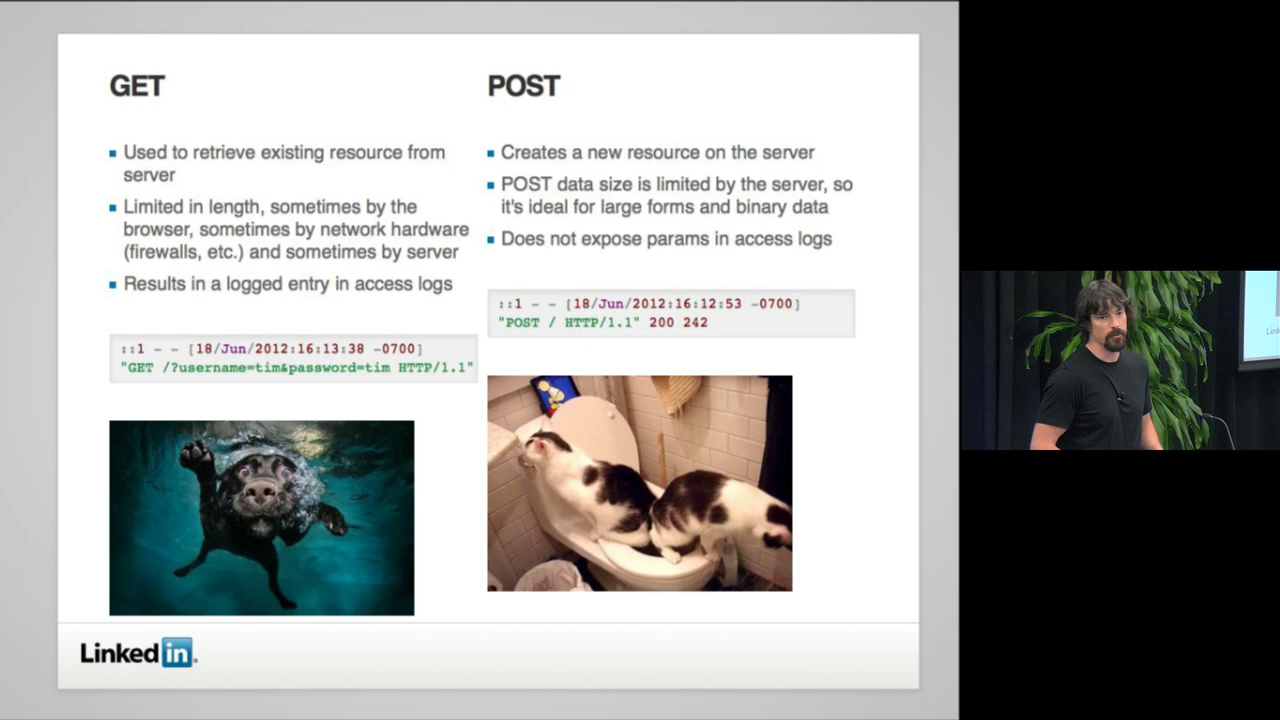 GET
Used to retrieve existing resource from
server
Limited in length, sometimes by the
browser, sometimes by network hardware
(firewalls, etc.) and sometimes by server
Results in a logged entry in access logs
::1 - - [18/Jun/2012:16:13:38 -0700]
"GET /?username=tim&password=tim HTTP/1.1"
POST
Creates a new resource on the server
POST data size is limited by the server, so
it's ideal for large forms and binary data
Does not expose params in access logs
::1 - - [18/Jun/2012:16:12:53 -0700]
"POST / HTTP/1.1" 200 242
Linked in.
Link